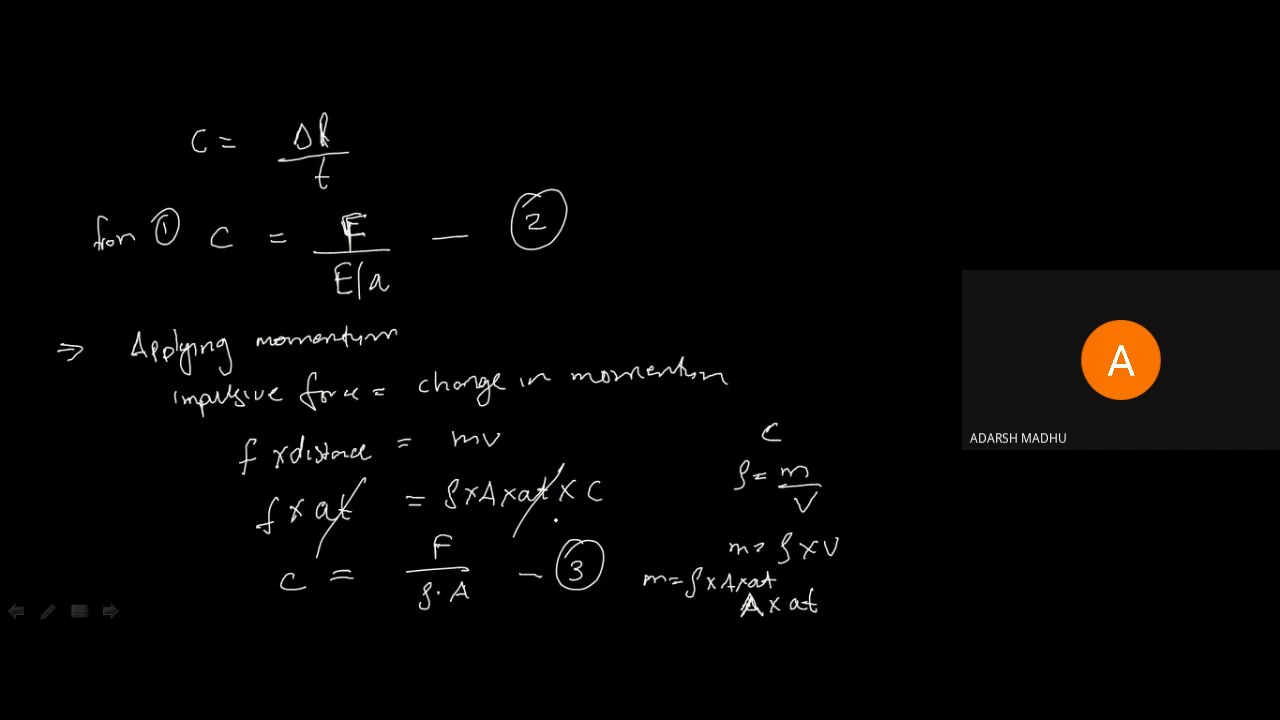 C = Δl / t
from ① C = F / E/a — ②
⇒ Applying momentum
impulsive force = change in momentum
f x distance = mv
f x at = ρ x A x at x C
C = F / ρ.A — ③
C
ρ = m / V
m = ρ x V
m = ρ x A x at
A x at
A
ADARSH MADHU